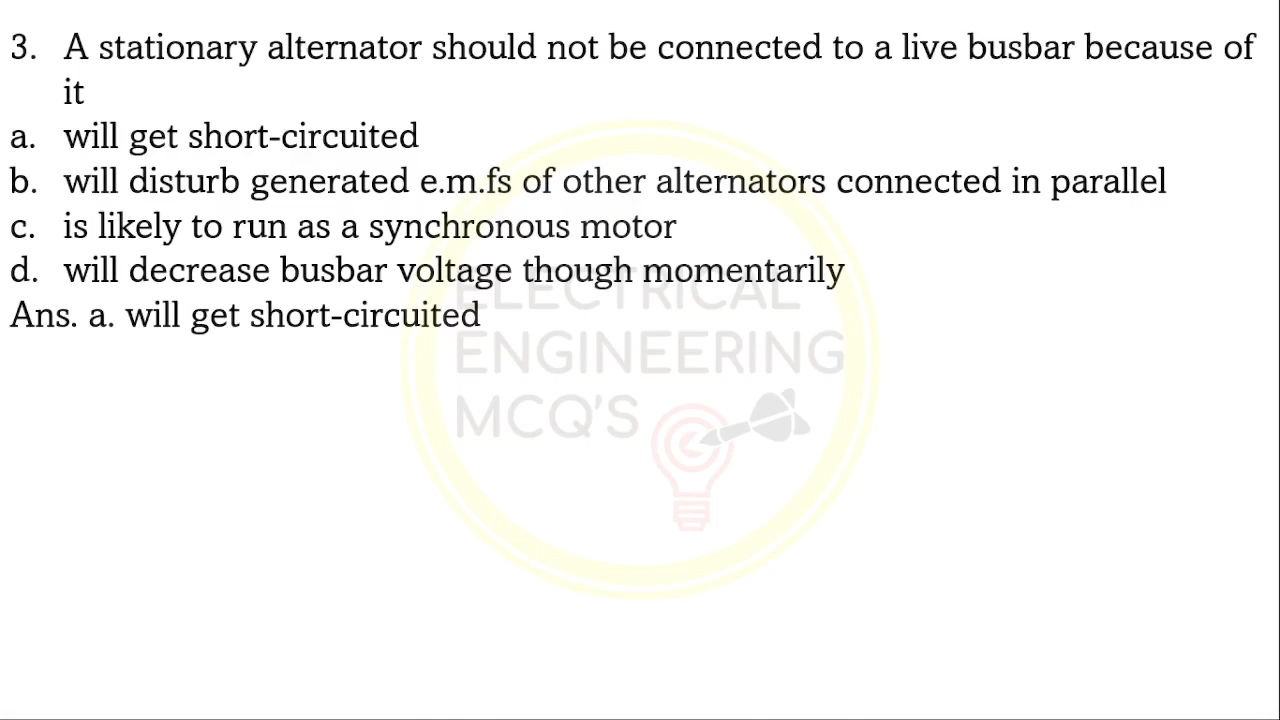 3. A stationary alternator should not be connected to a live busbar because of
it
a. will get short-circuited
b. will disturb generated e.m.fs of other alternators connected in parallel
c. is likely to run as a synchronous motor
d. will decrease busbar voltage though momentarily
Ans. a. will get short-circuited
ELECTRICAL
ENGINEERING
MCQ'S